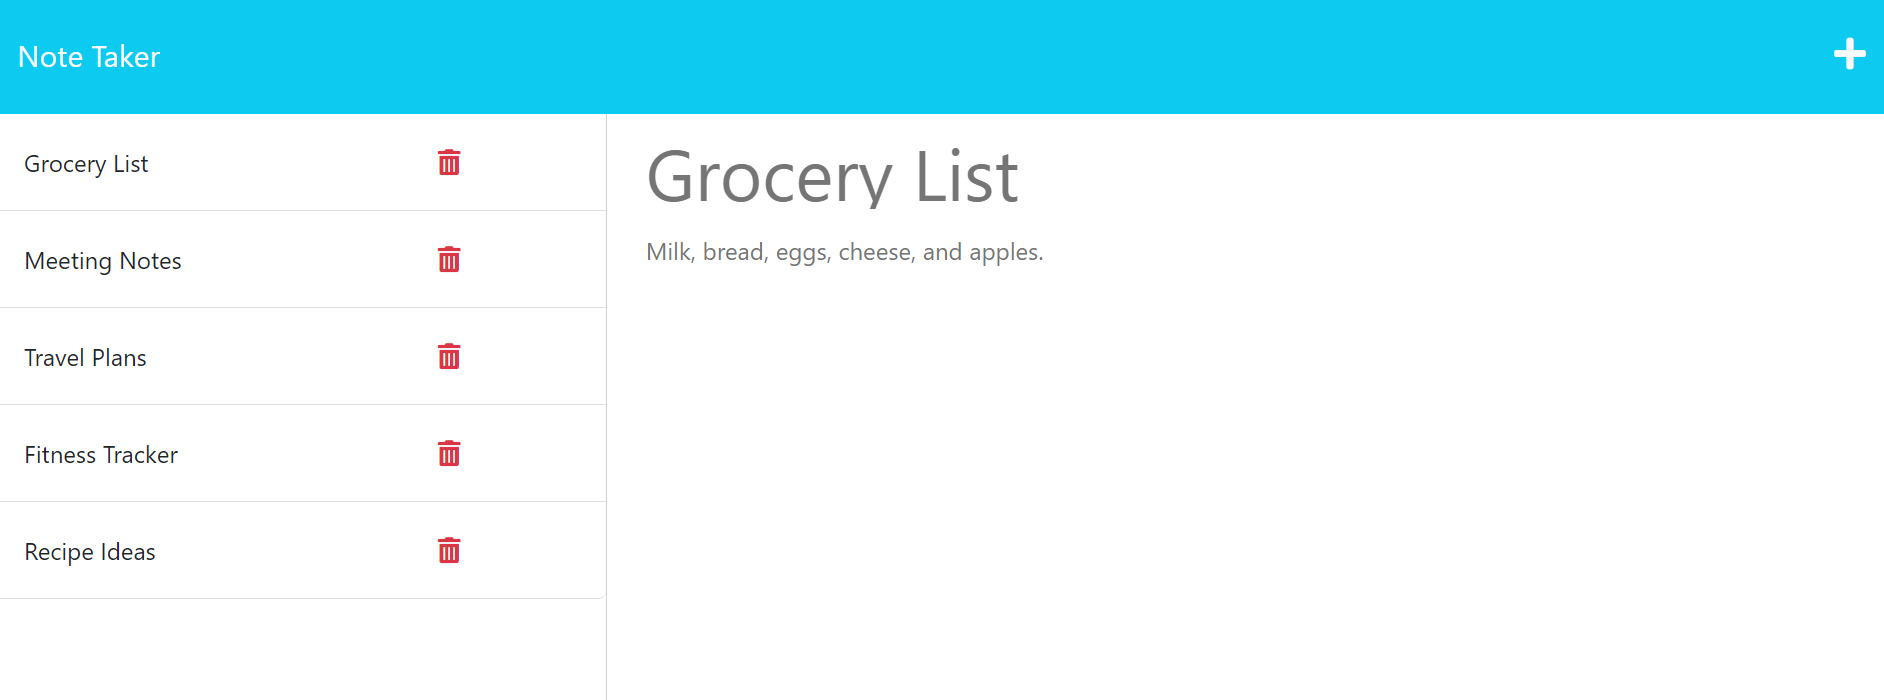 Note Taker
Grocery List
Meeting Notes
Travel Plans
Fitness Tracker
Recipe Ideas
Grocery List
Milk, bread, eggs, cheese, and apples.